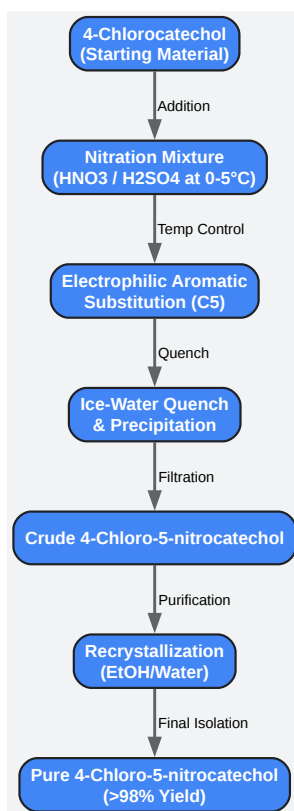 4-Chlorocatechol
(Starting Material)
Addition
Nitration Mixture
(HNO3 / H2SO4 at 0-5°C)
Temp Control
Electrophilic Aromatic
Substitution (C5)
Quench
Ice-Water Quench
& Precipitation
Filtration
Crude 4-Chloro-5-nitrocatechol
Purification
Recrystallization
(EtOH/Water)
Final Isolation
Pure 4-Chloro-5-nitrocatechol
(>98% Yield)